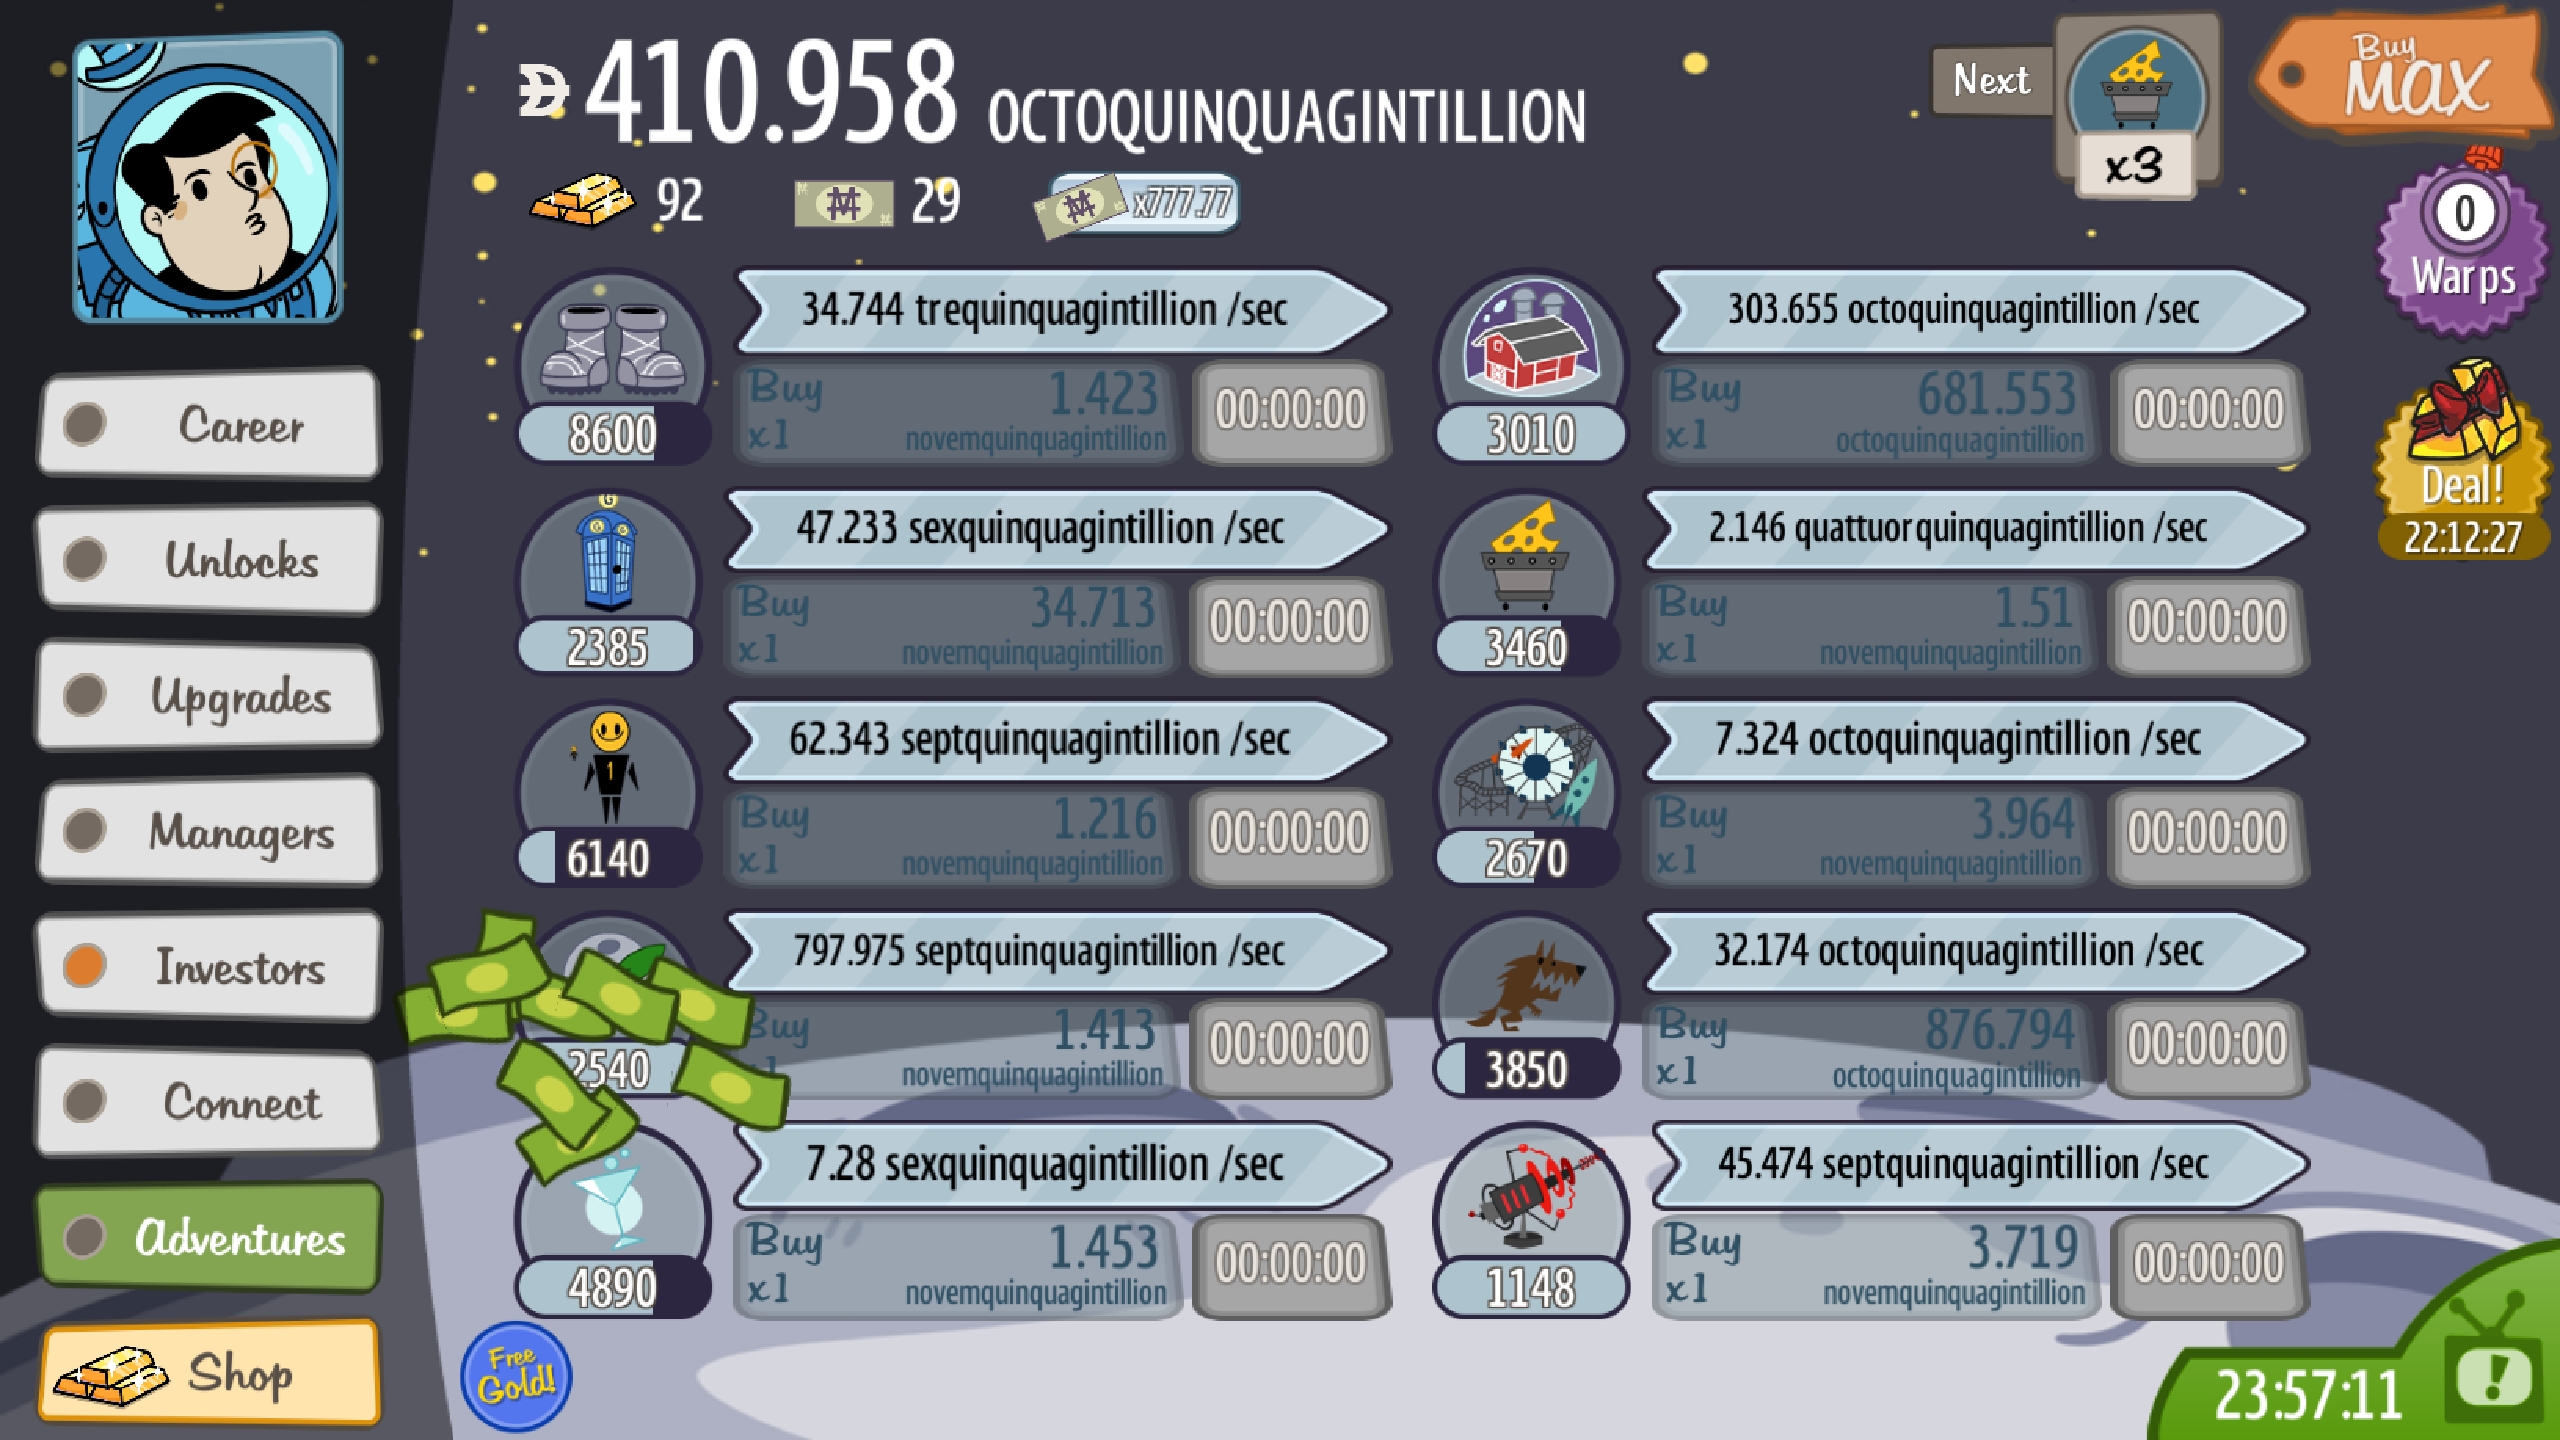 410.958 OCTOQUINQUAGINTILLION
92
29
x777.77
Next
x3
Buy
MAX
0
Warps
Deal!
22:12:27
Career
Unlocks
Upgrades
Managers
Investors
Connect
Adventures
Shop
34.744 trequinquagintillion /sec
8600
Buy
x1
1.423
novemquinquagintillion
00:00:00
303.655 octoquinquagintillion /sec
3010
Buy
x1
681.553
octoquinquagintillion
00:00:00
47.233 sexquinquagintillion /sec
2385
Buy
x1
34.713
novemquinquagintillion
00:00:00
2.146 quattuorquinquagintillion /sec
3460
Buy
x1
1.51
novemquinquagintillion
00:00:00
62.343 septquinquagintillion /sec
1
6140
Buy
x1
1.216
novemquinquagintillion
00:00:00
7.324 octoquinquagintillion /sec
2670
Buy
x1
3.964
novemquinquagintillion
00:00:00
797.975 septquinquagintillion /sec
2540
Buy
1.413
novemquinquagintillion
00:00:00
32.174 octoquinquagintillion /sec
3850
Buy
x1
876.794
octoquinquagintillion
00:00:00
7.28 sexquinquagintillion /sec
4890
Buy
x1
1.453
novemquinquagintillion
00:00:00
45.474 septquinquagintillion /sec
1148
Buy
x1
3.719
novemquinquagintillion
00:00:00
Free
Gold!
23:57:11
!